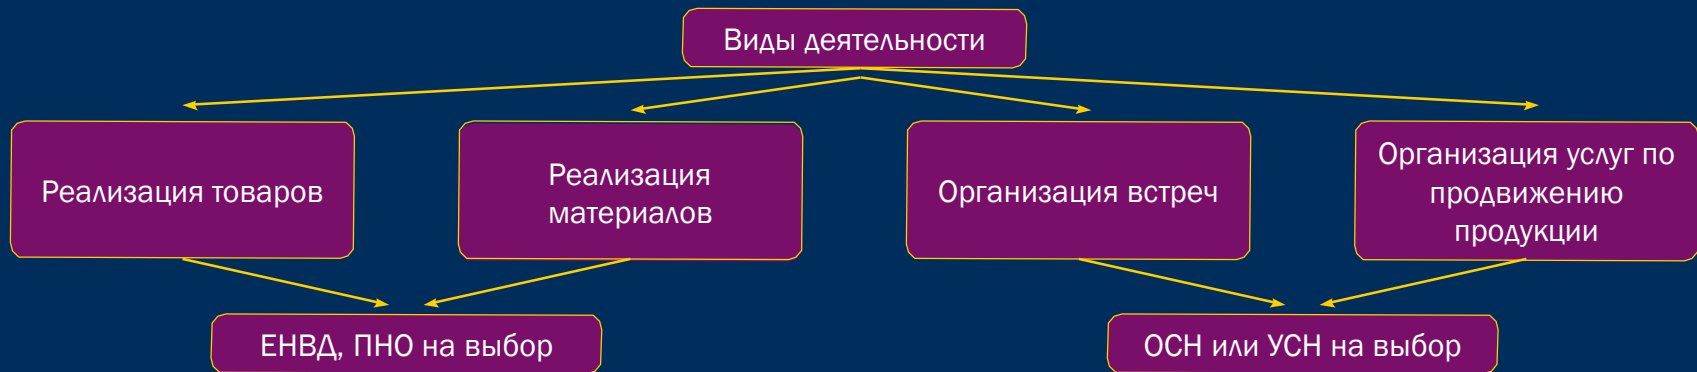 Виды деятельности
Реализация товаров
Реализация
материалов
Организация встреч
Организация услуг по
продвижению
продукции
ЕНВД, ПНО на выбор
ОСН или УСН на выбор